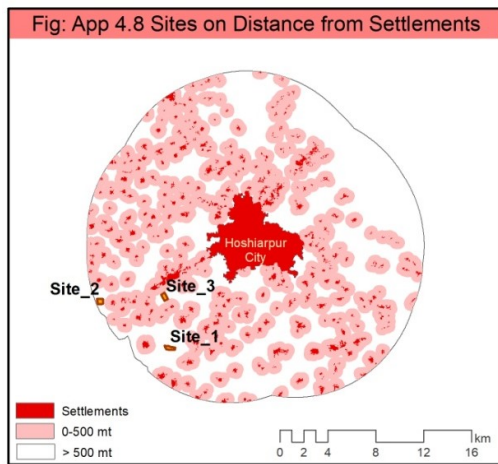 Fig: App 4.8 Sites on Distance from Settlements
Hoshiarpur
City
Site_2
Site_3
Site_1
Settlements
0-500 mt
> 500 mt
km
0 2 4 8 12 16